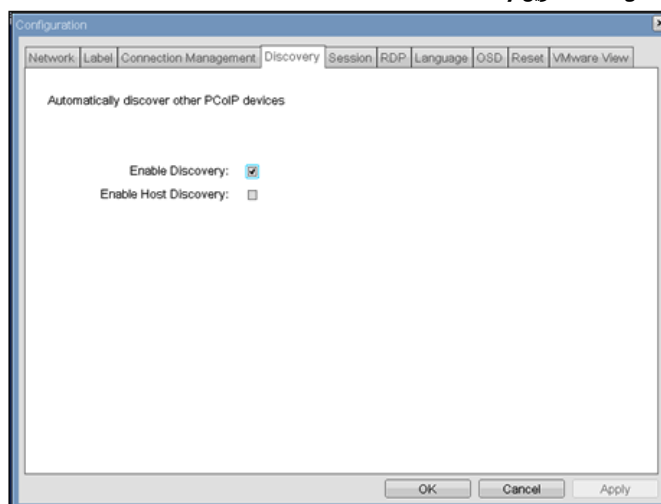 Configuration
Network Label Connection Management Discovery Session RDP Language OSD Reset VMware View
Automatically discover other PCoIP devices
Enable Discovery:
Enable Host Discovery:
OK Cancel Apply